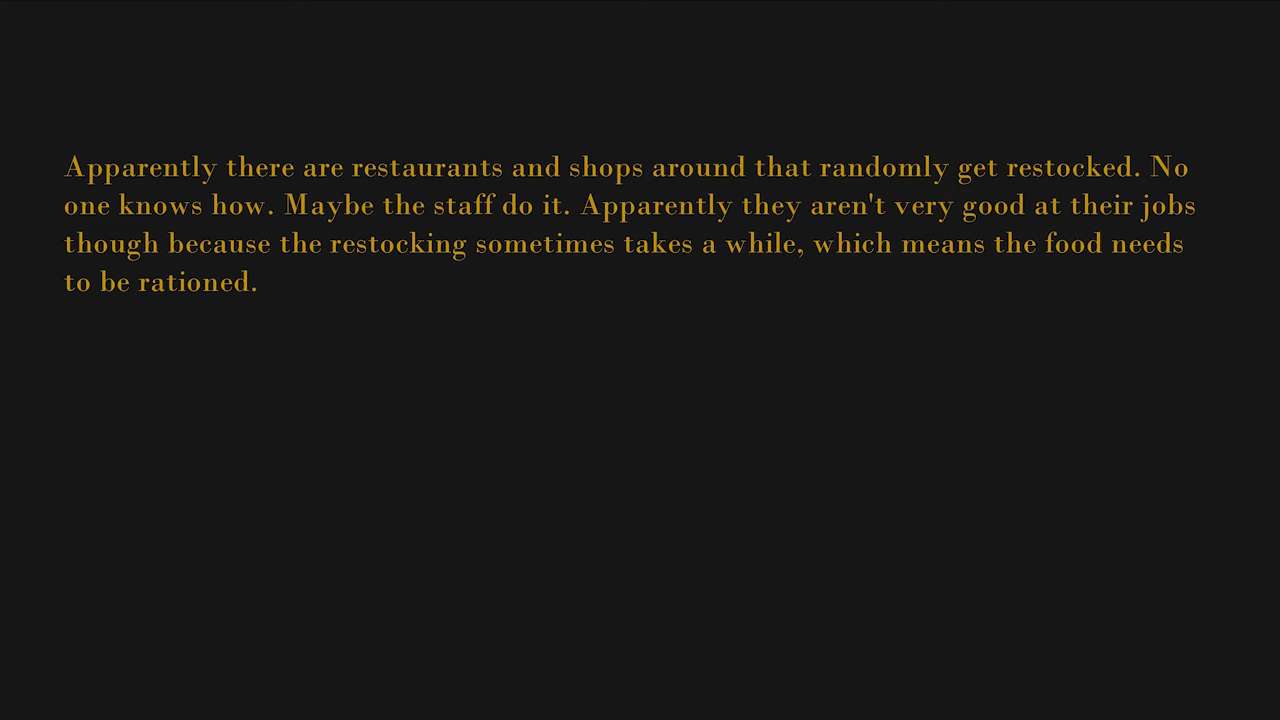 Apparently there are restaurants and shops around that randomly get restocked. No
one knows how. Maybe the staff do it. Apparently they aren't very good at their jobs
though because the restocking sometimes takes a while, which means the food needs
to be rationed.